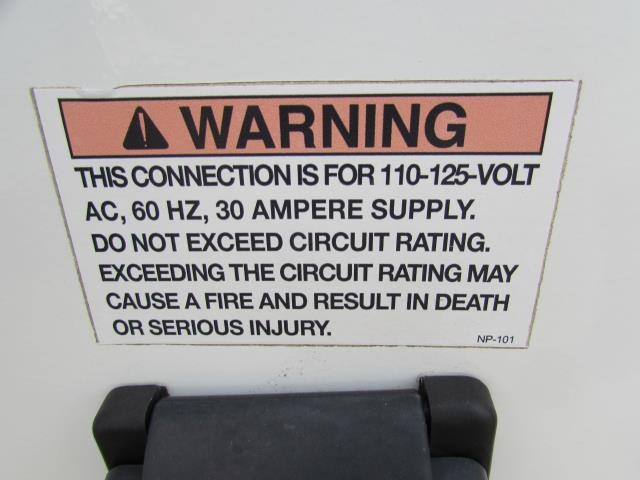 WARNING
THIS CONNECTION IS FOR 110-125-VOLT
AC, 60 HZ, 30 AMPERE SUPPLY.
DO NOT EXCEED CIRCUIT RATING.
EXCEEDING THE CIRCUIT RATING MAY
CAUSE A FIRE AND RESULT IN DEATH
OR SERIOUS INJURY.
NP-101